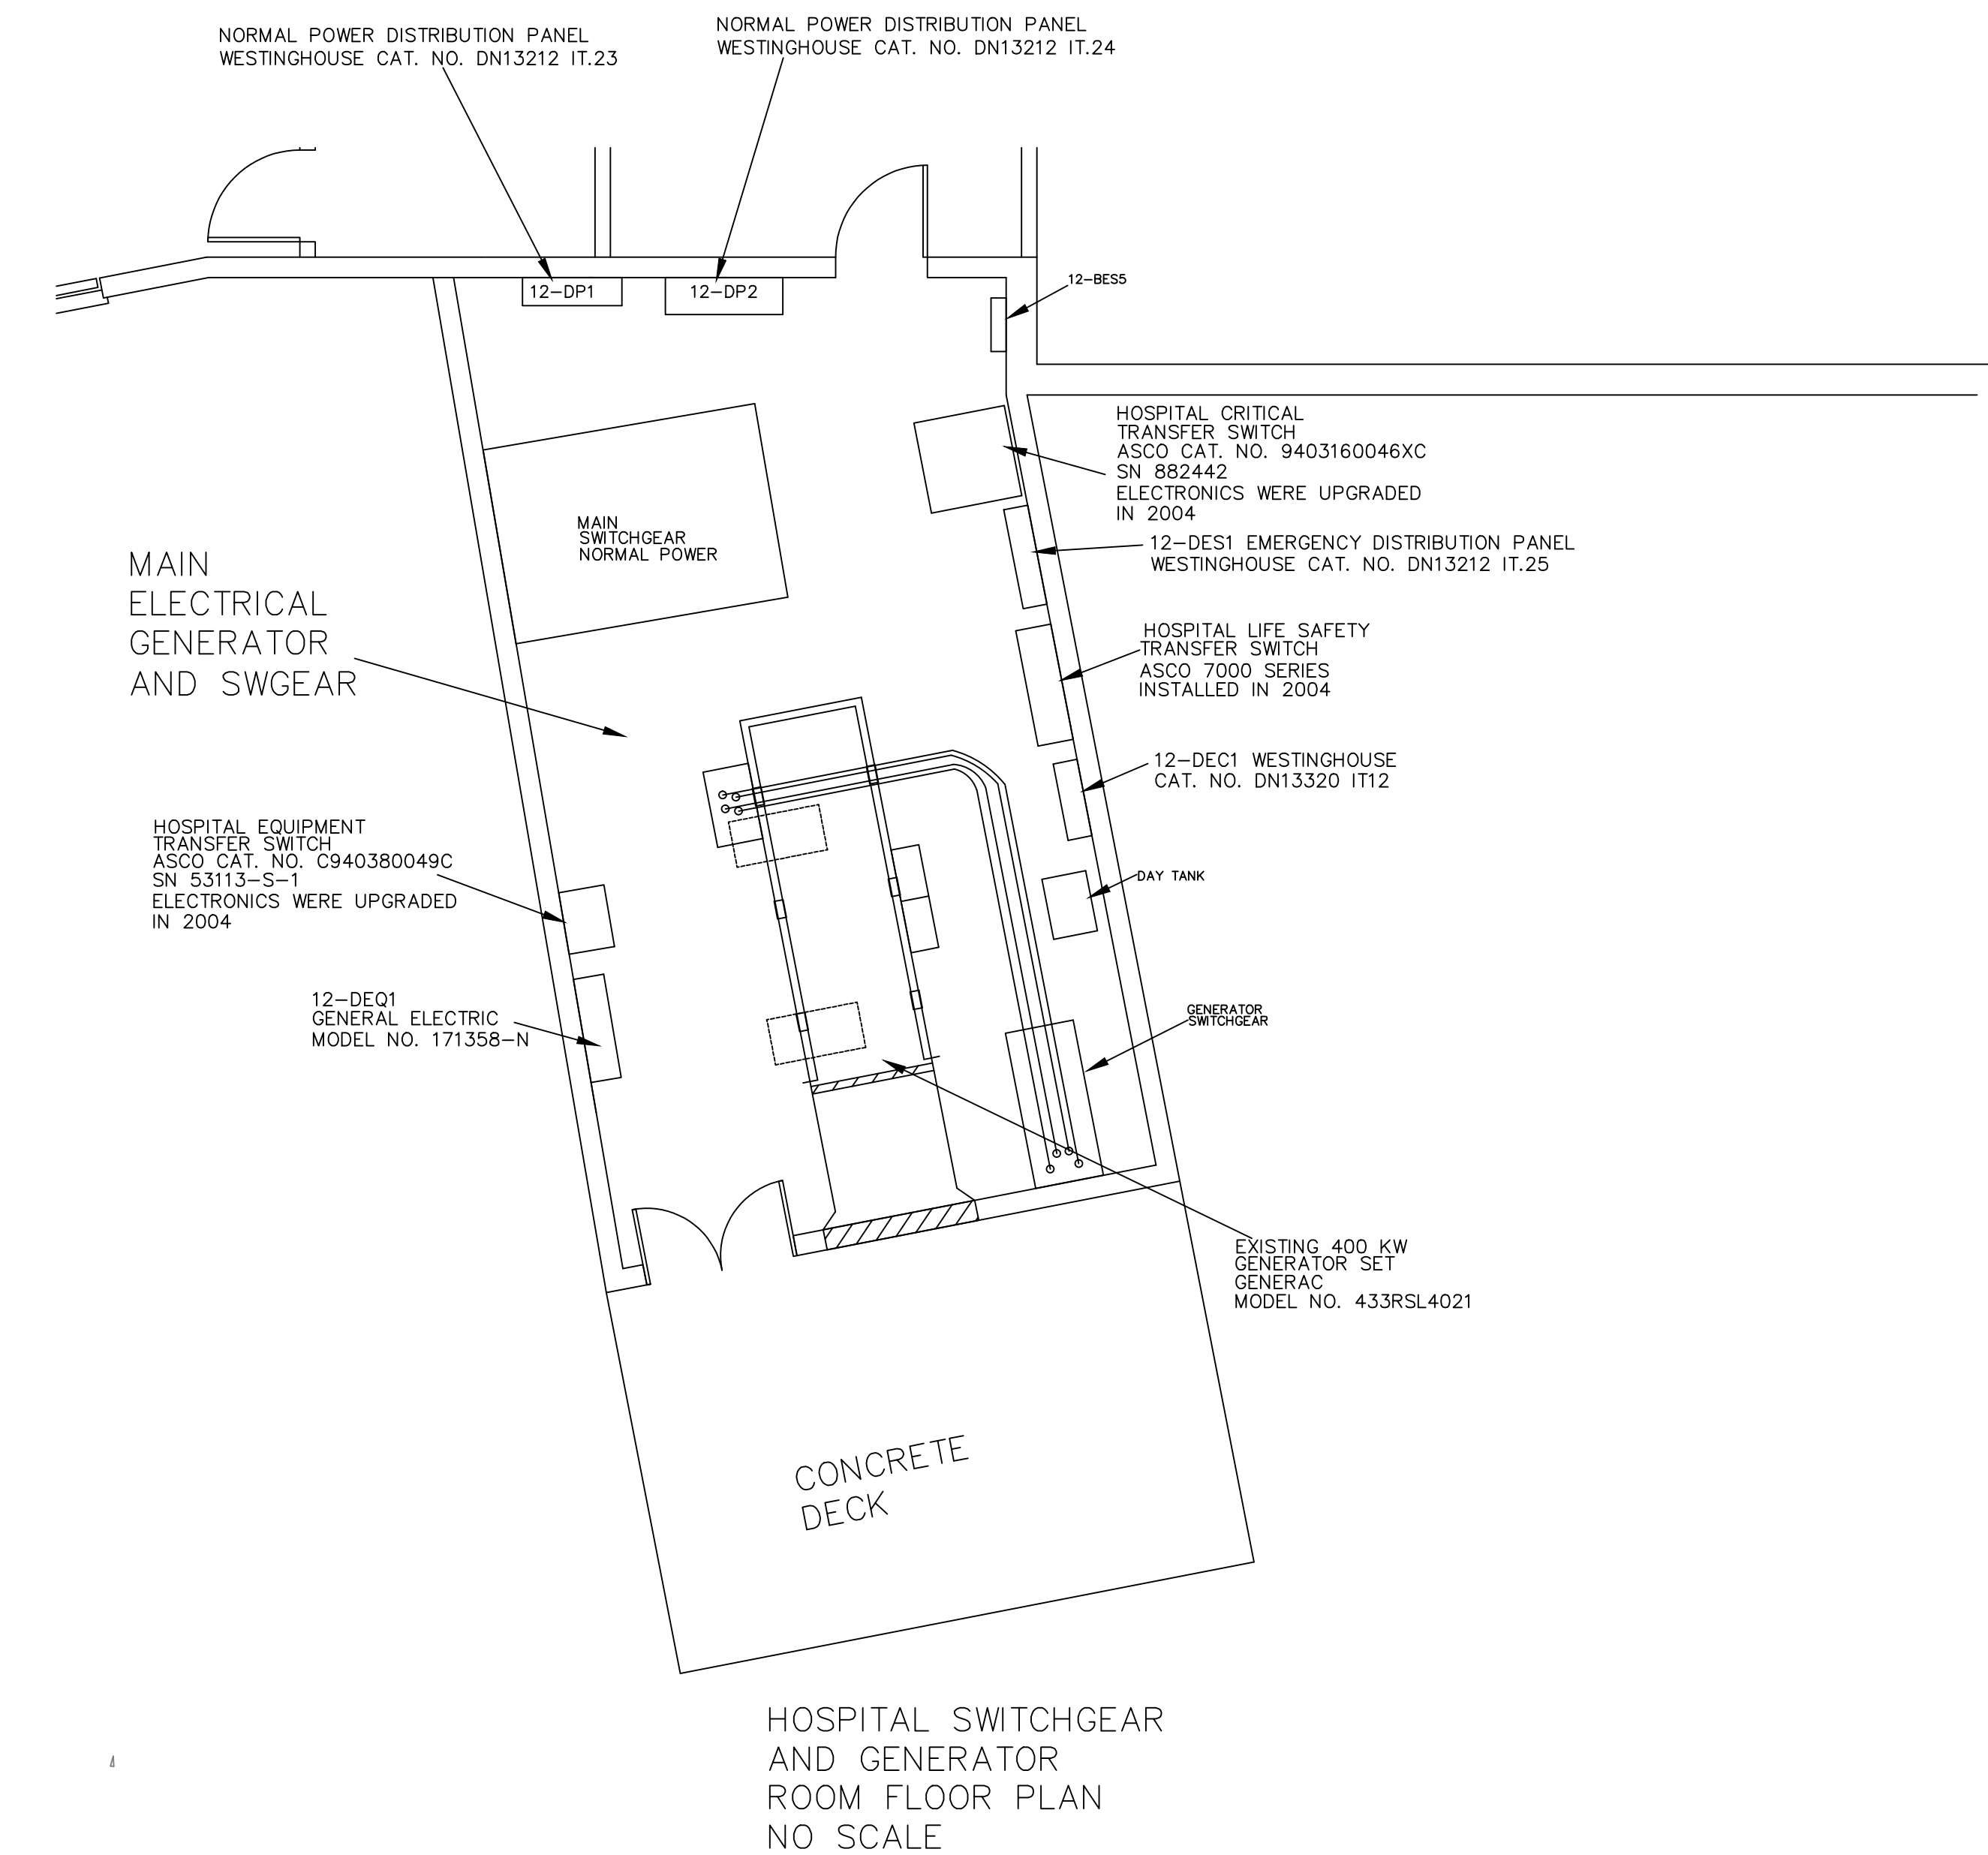 NORMAL POWER DISTRIBUTION PANEL
WESTINGHOUSE CAT. NO. DN13212 IT.23
NORMAL POWER DISTRIBUTION PANEL
WESTINGHOUSE CAT. NO. DN13212 IT.24
12-DP1
12-DP2
12-BES5
HOSPITAL CRITICAL
TRANSFER SWITCH
ASCO CAT. NO. 9403160046XC
SN 882442
ELECTRONICS WERE UPGRADED
IN 2004
MAIN
SWITCHGEAR
NORMAL POWER
12-DES1 EMERGENCY DISTRIBUTION PANEL
WESTINGHOUSE CAT. NO. DN13212 IT.25
MAIN
ELECTRICAL
GENERATOR
AND SWGEAR
HOSPITAL LIFE SAFETY
TRANSFER SWITCH
ASCO 7000 SERIES
INSTALLED IN 2004
12-DEC1 WESTINGHOUSE
CAT. NO. DN13320 IT12
HOSPITAL EQUIPMENT
TRANSFER SWITCH
ASCO CAT. NO. C940380049C
SN 53113-S-1
ELECTRONICS WERE UPGRADED
IN 2004
DAY TANK
12-DEQ1
GENERAL ELECTRIC
MODEL NO. 171358-N
GENERATOR
SWITCHGEAR
EXISTING 400 KW
GENERATOR SET
GENERAC
MODEL NO. 433RSL4021
CONCRETE
DECK
HOSPITAL SWITCHGEAR
AND GENERATOR
ROOM FLOOR PLAN
NO SCALE